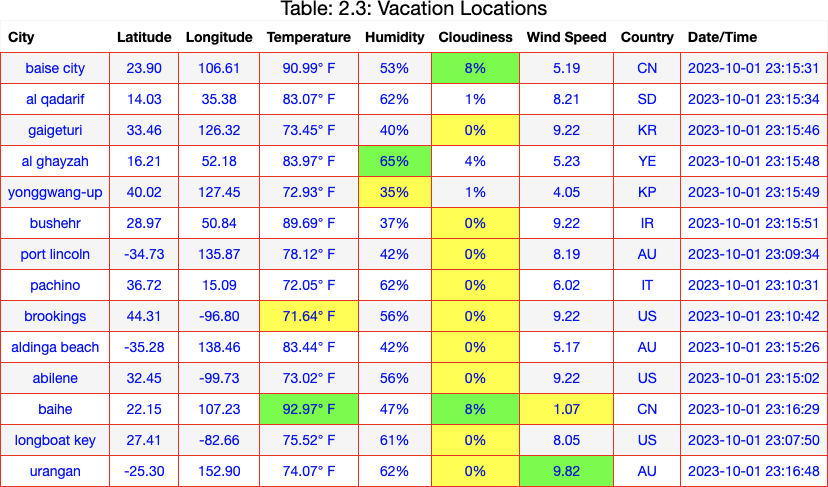 Table: 2.3: Vacation Locations
City Latitude Longitude Temperature Humidity Cloudiness Wind Speed Country Date/Time
baise city 23.90 106.61 90.99° F 53% 8% 5.19 CN 2023-10-01 23:15:31
al qadarif 14.03 35.38 83.07° F 62% 1% 8.21 SD 2023-10-01 23:15:34
gaigeturi 33.46 126.32 73.45° F 40% 0% 9.22 KR 2023-10-01 23:15:46
al ghayzah 16.21 52.18 83.97° F 65% 4% 5.23 YE 2023-10-01 23:15:48
yonggwang-up 40.02 127.45 72.93° F 35% 1% 4.05 KP 2023-10-01 23:15:49
bushehr 28.97 50.84 89.69° F 37% 0% 9.22 IR 2023-10-01 23:15:51
port lincoln -34.73 135.87 78.12° F 42% 0% 8.19 AU 2023-10-01 23:09:34
pachino 36.72 15.09 72.05° F 62% 0% 6.02 IT 2023-10-01 23:10:31
brookings 44.31 -96.80 71.64° F 56% 0% 9.22 US 2023-10-01 23:10:42
aldinga beach -35.28 138.46 83.44° F 42% 0% 5.17 AU 2023-10-01 23:15:26
abilene 32.45 -99.73 73.02° F 56% 0% 9.22 US 2023-10-01 23:15:02
baihe 22.15 107.23 92.97° F 47% 8% 1.07 CN 2023-10-01 23:16:29
longboat key 27.41 -82.66 75.52° F 61% 0% 8.05 US 2023-10-01 23:07:50
urangan -25.30 152.90 74.07° F 62% 0% 9.82 AU 2023-10-01 23:16:48